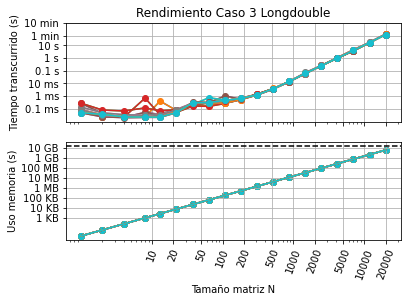 Rendimiento Caso 3 Longdouble
Tiempo transcurrido (s)
10 min
1 min
10 s
1 s
0.1 s
10 ms
1 ms
0.1 ms
Uso memoria (s)
10 GB
1 GB
100 MB
10 MB
1 MB
100 KB
10 KB
1 KB
10
20
50
100
200
500
1000
2000
5000
10000
20000
Tamaño matriz N